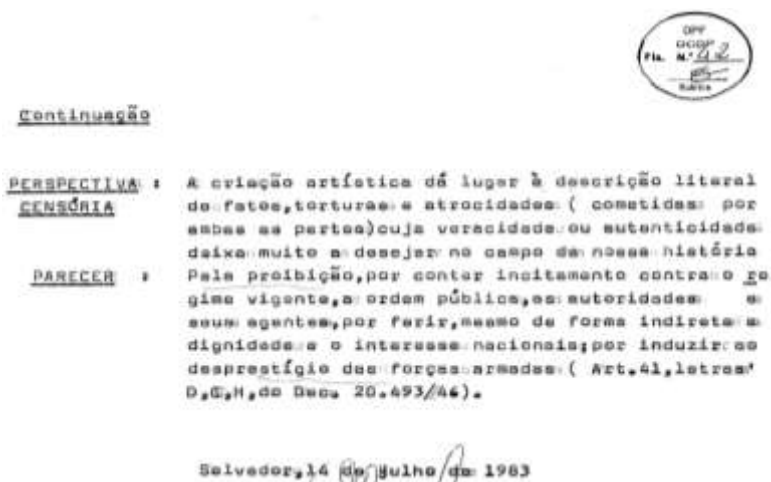 DPF
DCDP
Fls. N.º 42
Rubrica
Continuação
PERSPECTIVA : A criação artística dá lugar à descrição literal
CENSÓRIA de fatos,torturas e atrocidades ( cometidas por
ambas as partes)cuja veracidade ou autenticidade
deixa muito a desejar no campo da nossa história
PARECER : Pela proibição,por conter incitamento contra o re
gime vigente,a ordem pública,as autoridades e
seus agentes,por ferir,mesmo de forma indireta a
dignidade e o interesse nacionais;por induzir ao
desprestígio das forças armadas ( Art.41,letras'
D,G,H,do Dec. 20.493/46).
Salvador,14 de julho de 1983